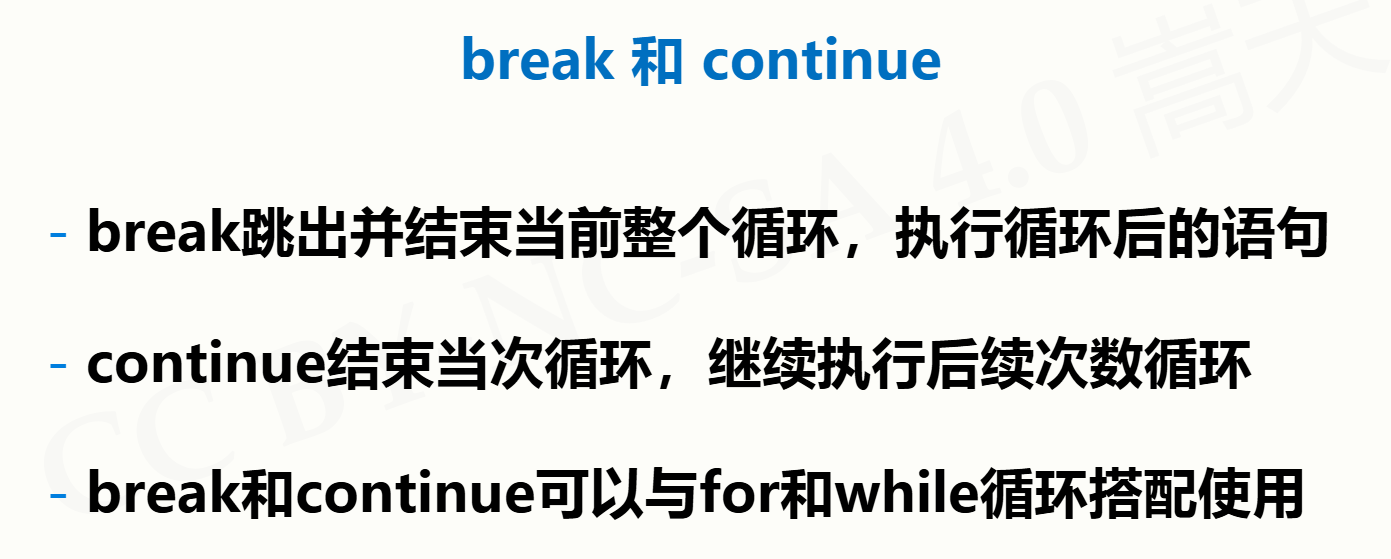 break 和 continue
- break跳出并结束当前整个循环，执行循环后的语句
- continue结束当次循环，继续执行后续次数循环
- break和continue可以与for和while循环搭配使用
CC BY NC-SA 4.0 嵩天